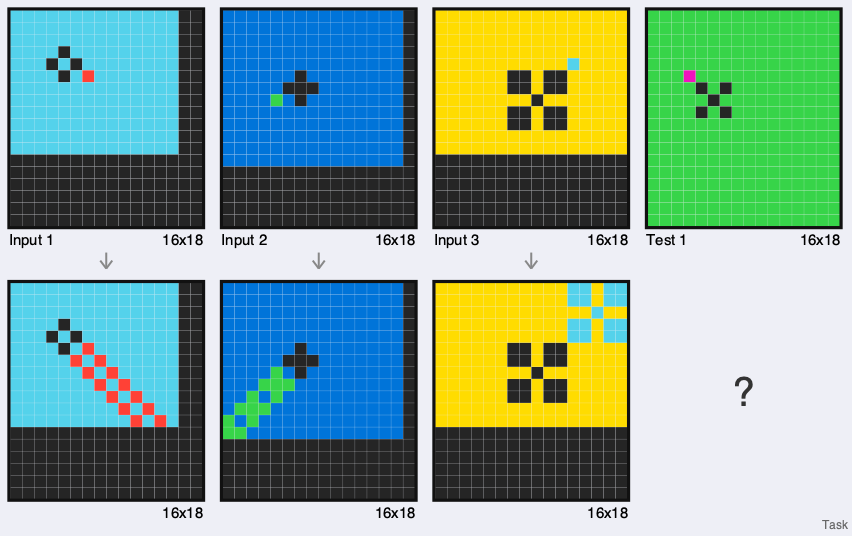 Input 1 16x18
Input 2 16x18
Input 3 16x18
Test 1 16x18
16x18
16x18
16x18
?
Task